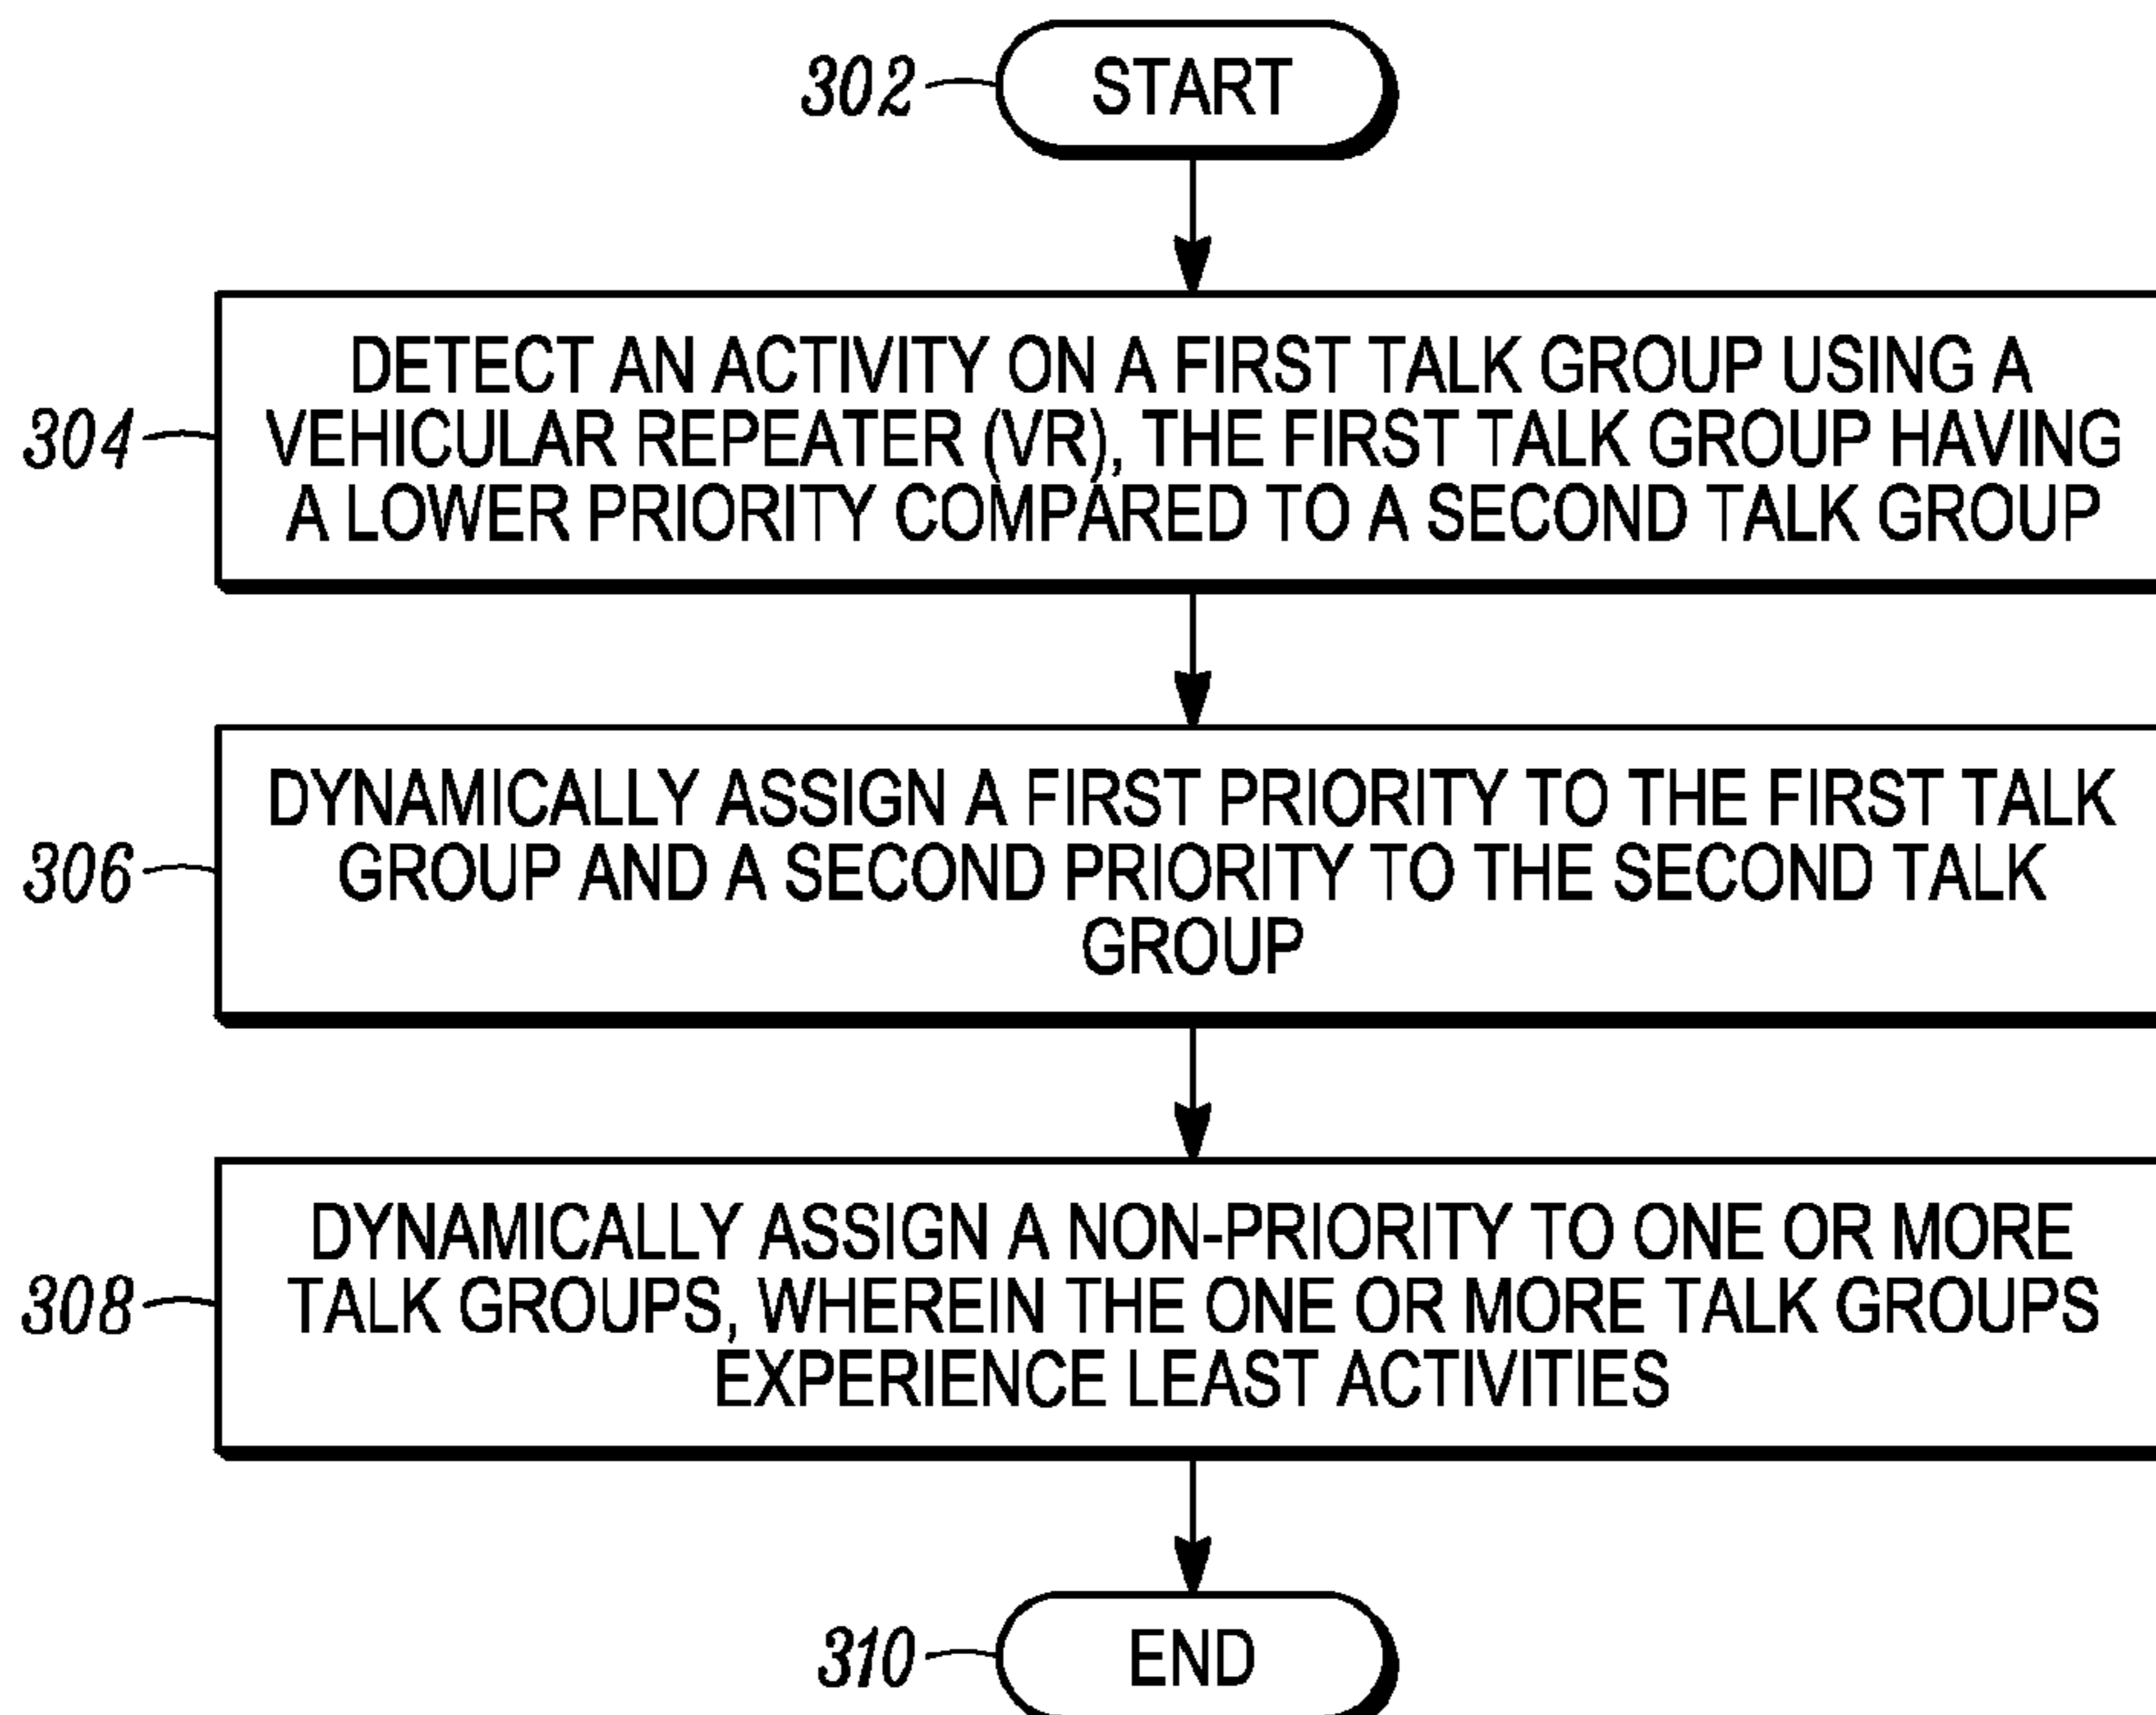 302 START
DETECT AN ACTIVITY ON A FIRST TALK GROUP USING A
304 VEHICULAR REPEATER (VR), THE FIRST TALK GROUP HAVING
A LOWER PRIORITY COMPARED TO A SECOND TALK GROUP
DYNAMICALLY ASSIGN A FIRST PRIORITY TO THE FIRST TALK
306 GROUP AND A SECOND PRIORITY TO THE SECOND TALK
GROUP
DYNAMICALLY ASSIGN A NON-PRIORITY TO ONE OR MORE
308 TALK GROUPS, WHEREIN THE ONE OR MORE TALK GROUPS
EXPERIENCE LEAST ACTIVITIES
310 END